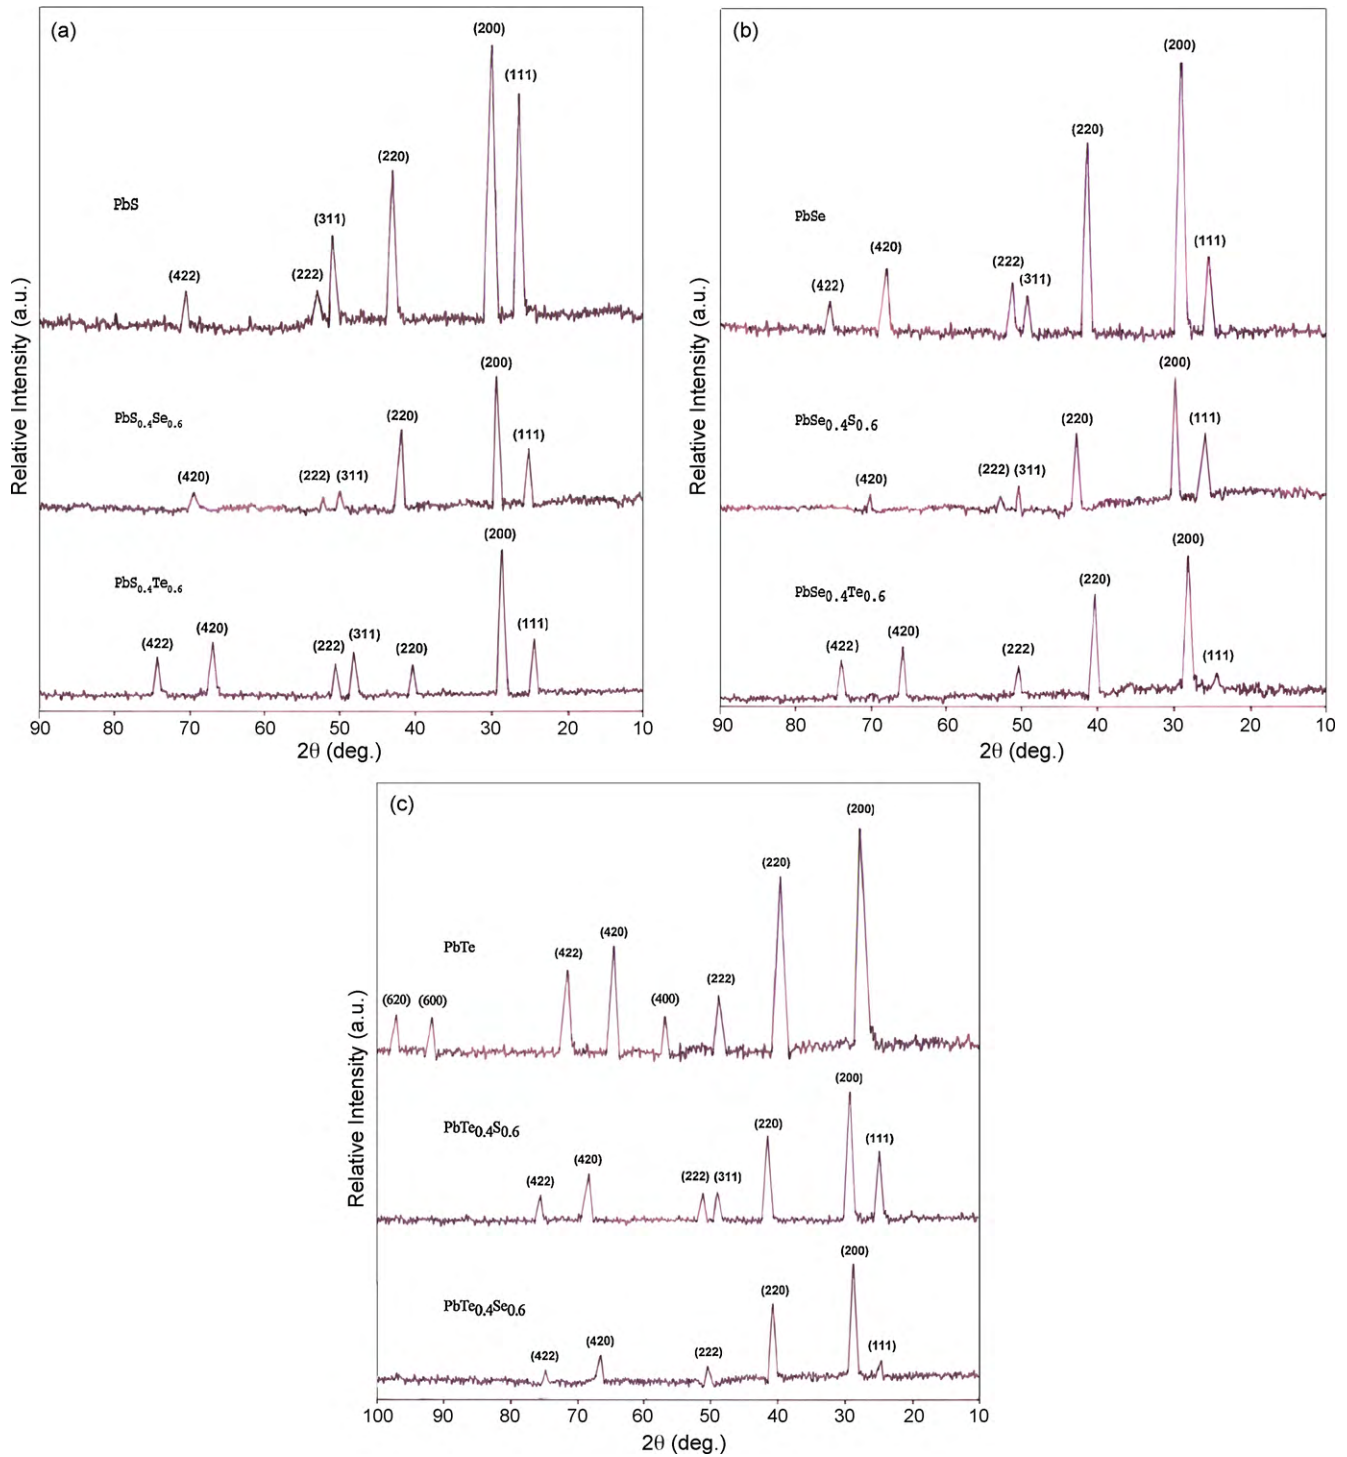 (a)
(200)
(111)
(220)
PbS
(311)
(422)
(222)
(200)
PbS0.4Se0.6
(220)
(111)
(420)
(222)
(311)
(200)
PbS0.4Te0.6
(422)
(420)
(222)
(311)
(220)
(111)
90 80 70 60 50 40 30 20 10
2θ (deg.)
Relative Intensity (a.u.)
(b)
(200)
(220)
PbSe
(420)
(111)
(222)
(422)
(311)
(200)
PbSe0.4S0.6
(220)
(111)
(420)
(222)
(311)
(200)
PbSe0.4Te0.6
(220)
(422)
(420)
(222)
(111)
90 80 70 60 50 40 30 20 10
2θ (deg.)
Relative Intensity (a.u.)
(c)
(200)
(220)
PbTe
(420)
(422)
(222)
(620)
(600)
(400)
(200)
PbTe0.4S0.6
(220)
(111)
(420)
(422)
(222)
(311)
(200)
PbTe0.4Se0.6
(220)
(422)
(420)
(222)
(111)
100 90 80 70 60 50 40 30 20 10
2θ (deg.)
Relative Intensity (a.u.)